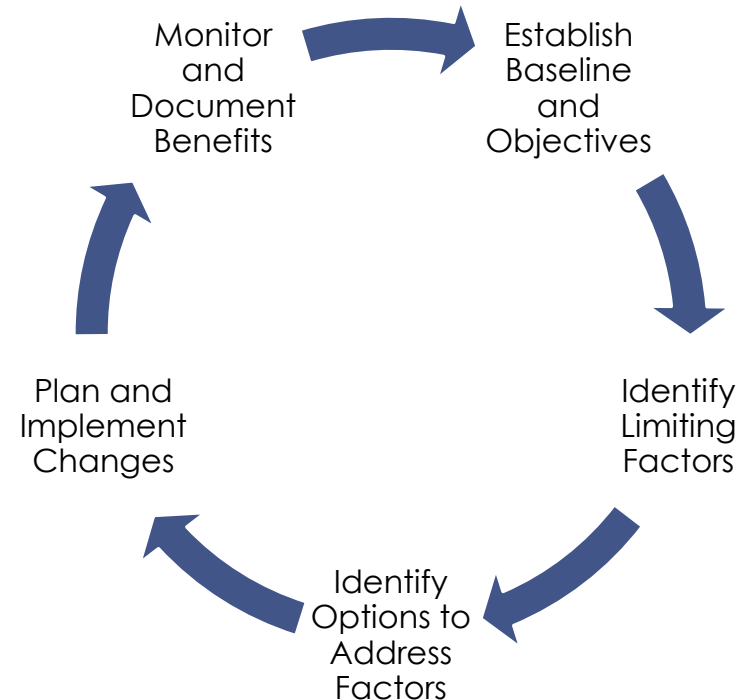 Monitor
and
Document
Benefits
Establish
Baseline
and
Objectives
Identify
Limiting
Factors
Identify
Options to
Address
Factors
Plan and
Implement
Changes